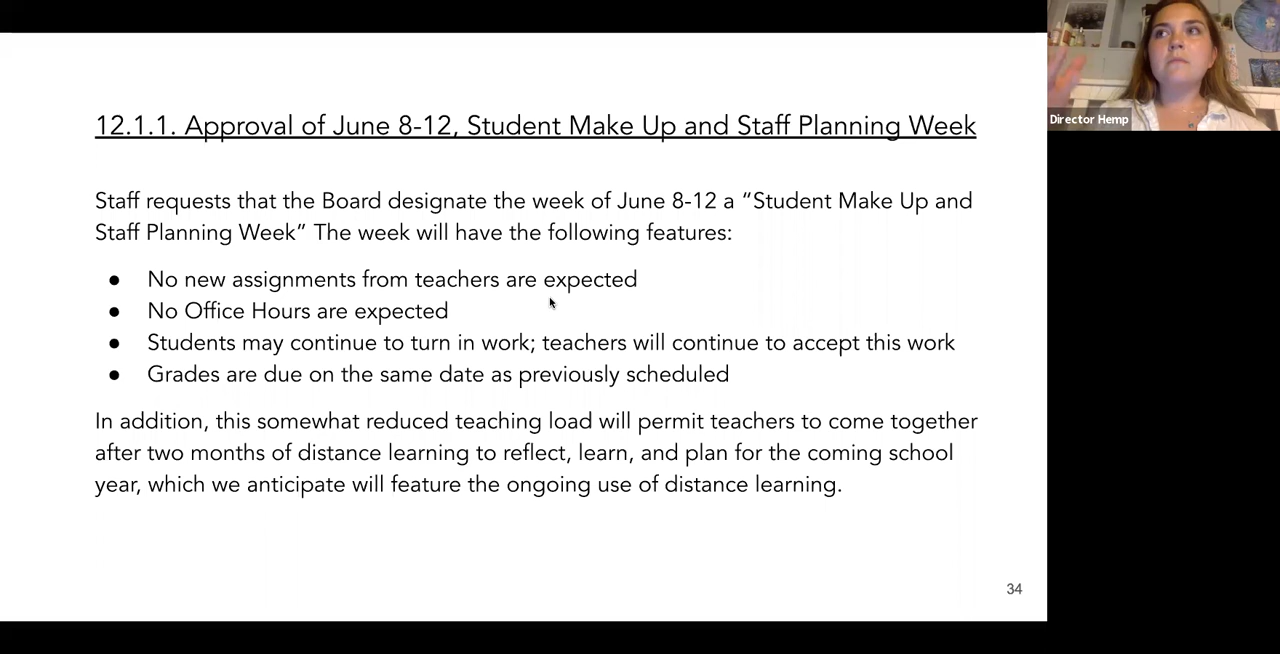 12.1.1. Approval of June 8-12, Student Make Up and Staff Planning Week
Director Hemp
Staff requests that the Board designate the week of June 8-12 a “Student Make Up and
Staff Planning Week” The week will have the following features:
● No new assignments from teachers are expected
● No Office Hours are expected
● Students may continue to turn in work; teachers will continue to accept this work
● Grades are due on the same date as previously scheduled
In addition, this somewhat reduced teaching load will permit teachers to come together
after two months of distance learning to reflect, learn, and plan for the coming school
year, which we anticipate will feature the ongoing use of distance learning.
34